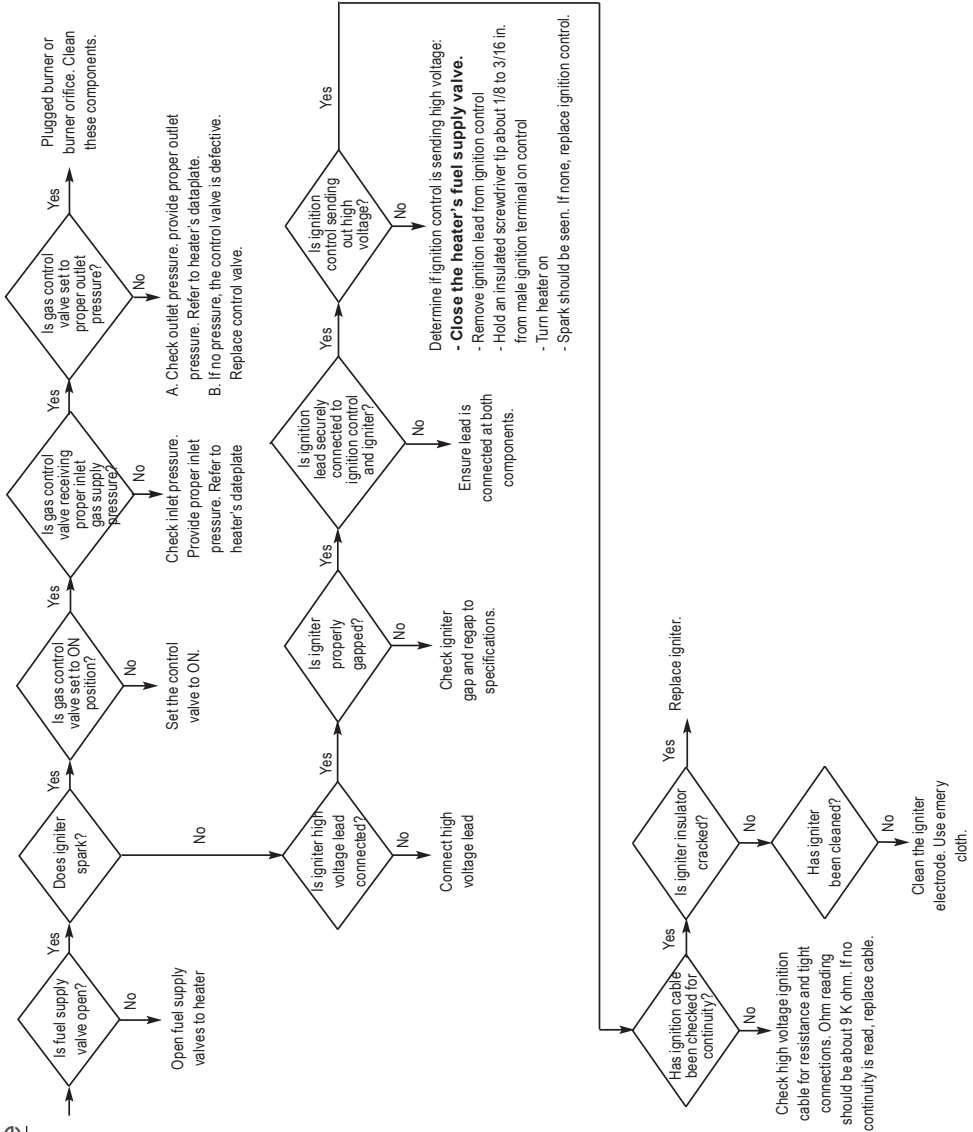 Is fuel supply
valve open?
Yes
No
Open fuel supply
valves to heater
Does igniter
spark?
Yes
No
Is gas control
valve set to ON
position?
Yes
No
Set the control
valve to ON.
Is gas control
valve receiving
proper inlet
gas supply
pressure?
Yes
No
Check inlet pressure.
Provide proper inlet
pressure. Refer to
heater's dateplate
Is gas control
valve set to
proper outlet
pressure?
Yes
Plugged burner or
burner orifice. Clean
these components.
No
A. Check outlet pressure. provide proper outlet
pressure. Refer to heater's dataplate.
B. If no pressure, the control valve is defective.
Replace control valve.
Is igniter high
voltage lead
connected?
Yes
No
Connect high
voltage lead
Is igniter
properly
gapped?
Yes
No
Check igniter
gap and regap to
specifications.
Is ignition
lead securely
connected to
ignition control
and igniter?
Yes
No
Ensure lead is
connected at both
components.
Is ignition
control sending
out high
voltage?
Yes
No
Determine if ignition control is sending high voltage:
- Close the heater's fuel supply valve.
- Remove ignition lead from ignition control
- Hold an insulated screwdriver tip about 1/8 to 3/16 in.
from male ignition terminal on control
- Turn heater on
- Spark should be seen. If none, replace ignition control.
Has ignition cable
been checked for
continuity?
Yes
No
Check high voltage ignition
cable for resistance and tight
connections. Ohm reading
should be about 9 K ohm. If no
continuity is read, replace cable.
Is igniter insulator
cracked?
Yes
Replace igniter.
No
Has igniter
been cleaned?
No
Clean the igniter
electrode. Use emery
cloth.